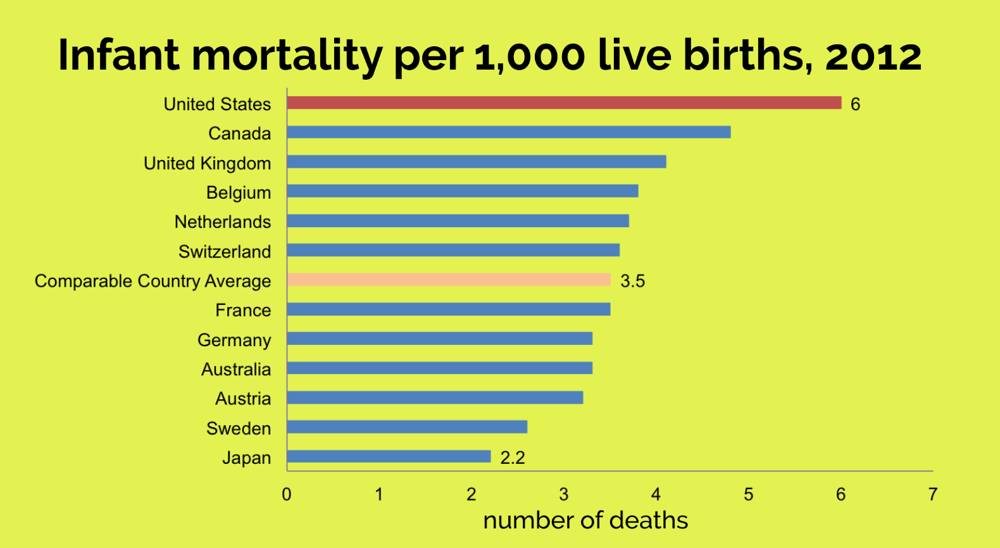 Infant mortality per 1,000 live births, 2012
United States 6
Canada
United Kingdom
Belgium
Netherlands
Switzerland
Comparable Country Average 3.5
France
Germany
Australia
Austria
Sweden
Japan 2.2
0 1 2 3 4 5 6 7
number of deaths